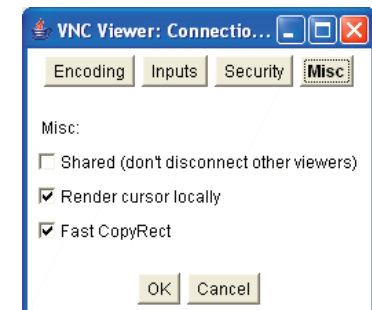 VNC Viewer: Connectio...
Encoding Inputs Security Misc
Misc:
Shared (don't disconnect other viewers)
Render cursor locally
Fast CopyRect
OK Cancel